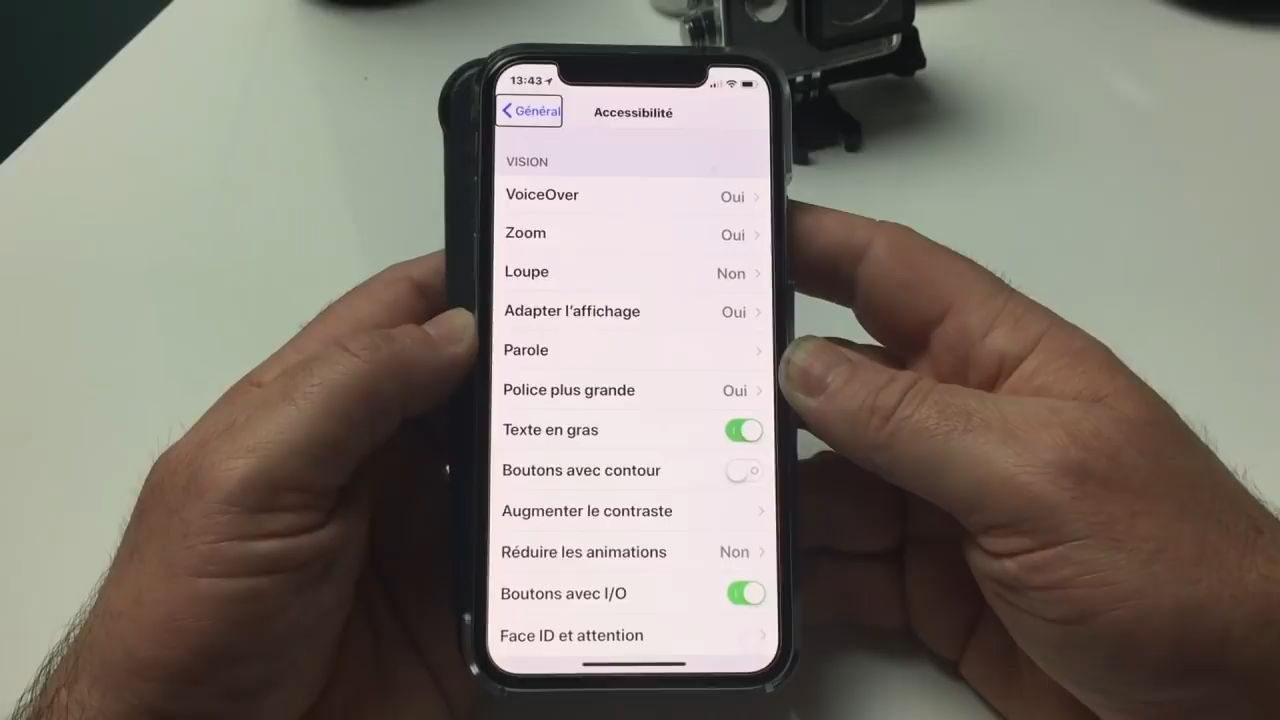 13:43
Général
Accessibilité
VISION
VoiceOver Oui
Zoom Oui
Loupe Non
Adapter l'affichage Oui
Parole
Police plus grande Oui
Texte en gras
Boutons avec contour
Augmenter le contraste
Réduire les animations Non
Boutons avec I/O
Face ID et attention